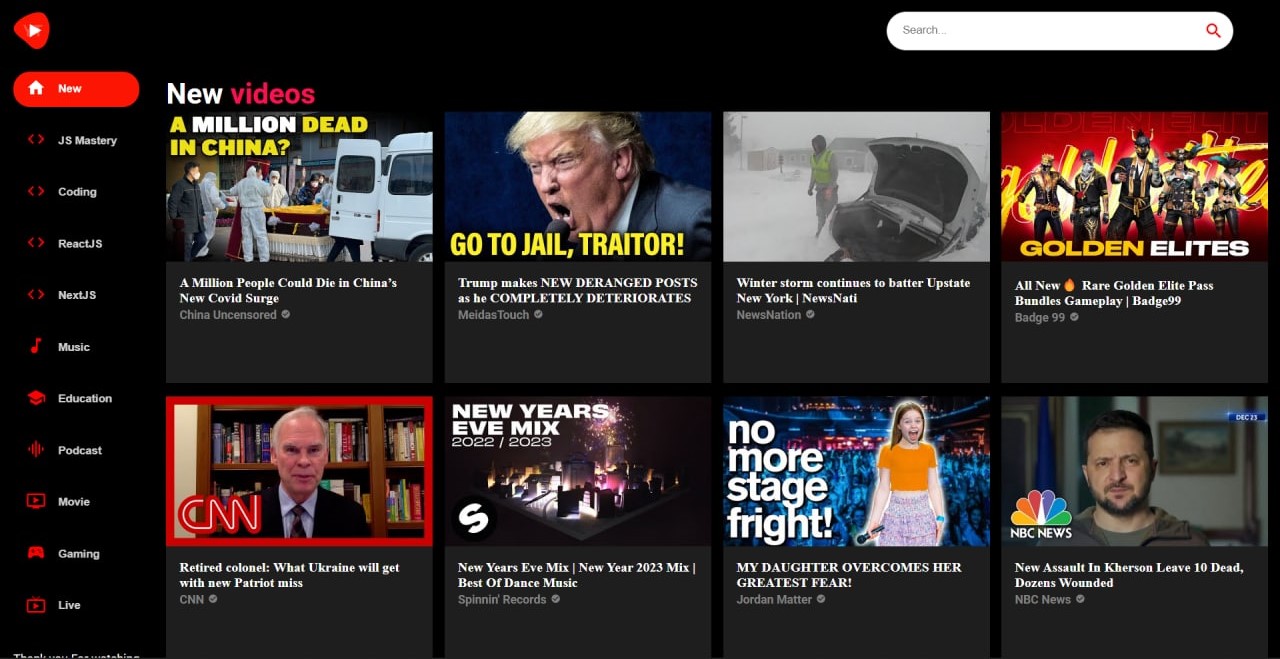 Search...
New
JS Mastery
Coding
ReactJS
NextJS
Music
Education
Podcast
Movie
Gaming
Live
Thank you For watching
New videos
A MILLION DEAD
IN CHINA?
A Million People Could Die in China's
New Covid Surge
China Uncensored
GO TO JAIL, TRAITOR!
Trump makes NEW DERANGED POSTS
as he COMPLETELY DETERIORATES
MeidasTouch
Winter storm continues to batter Upstate
New York | NewsNati
NewsNation
GOLDEN ELITES
All New🔥 Rare Golden Elite Pass
Bundles Gameplay | Badge99
Badge 99
CNN
Retired colonel: What Ukraine will get
with new Patriot miss
CNN
NEW YEARS
EVE MIX
2022 / 2023
S
New Years Eve Mix | New Year 2023 Mix |
Best Of Dance Music
Spinnin' Records
no
more
stage
fright!
MY DAUGHTER OVERCOMES HER
GREATEST FEAR!
Jordan Matter
DEC 23
NBC NEWS
New Assault In Kherson Leave 10 Dead,
Dozens Wounded
NBC News